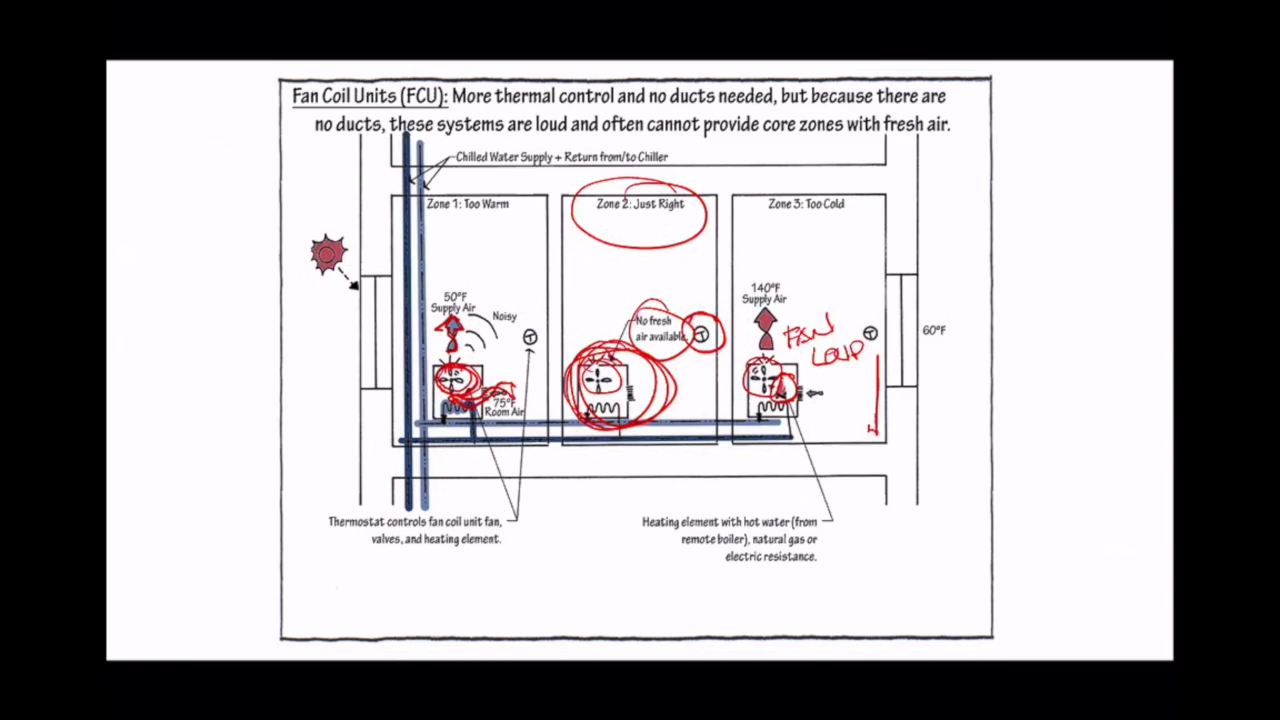 Fan Coil Units (FCU): More thermal control and no ducts needed, but because there are
no ducts, these systems are loud and often cannot provide core zones with fresh air.
Chilled Water Supply + Return from/to Chiller
Zone 1: Too Warm
Zone 2: Just Right
Zone 3: Too Cold
50°F
Supply Air
Noisy
T
75°F
Room Air
No fresh
air available
T
140°F
Supply Air
FAN
LOUD
T
60°F
Thermostat controls fan coil unit fan,
valves, and heating element.
Heating element with hot water (from
remote boiler), natural gas or
electric resistance.